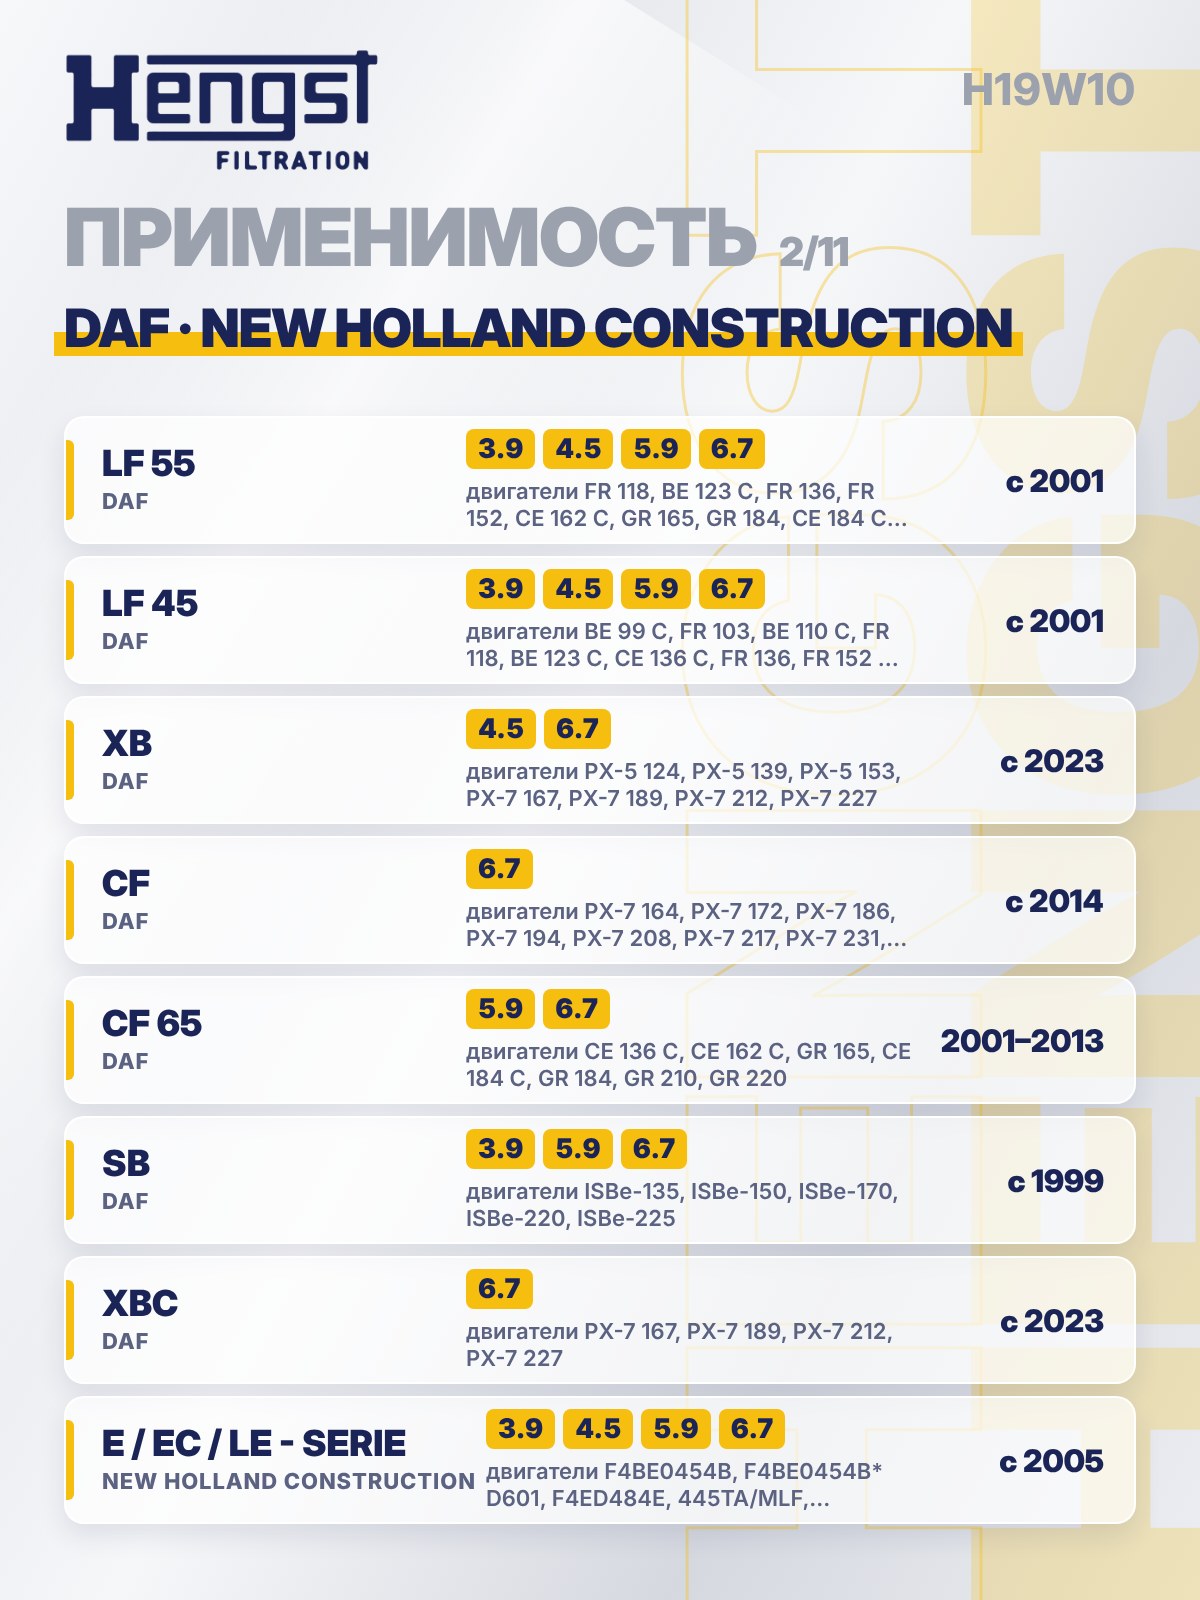 Hengst
FILTRATION
H19W10
ПРИМЕНИМОСТЬ 2/11
DAF · NEW HOLLAND CONSTRUCTION
LF 55
DAF
3.9 4.5 5.9 6.7
двигатели FR 118, BE 123 C, FR 136, FR
152, CE 162 C, GR 165, GR 184, CE 184 C...
с 2001
LF 45
DAF
3.9 4.5 5.9 6.7
двигатели BE 99 C, FR 103, BE 110 C, FR
118, BE 123 C, CE 136 C, FR 136, FR 152 ...
с 2001
XB
DAF
4.5 6.7
двигатели PX-5 124, PX-5 139, PX-5 153,
PX-7 167, PX-7 189, PX-7 212, PX-7 227
с 2023
CF
DAF
6.7
двигатели PX-7 164, PX-7 172, PX-7 186,
PX-7 194, PX-7 208, PX-7 217, PX-7 231,...
с 2014
CF 65
DAF
5.9 6.7
двигатели CE 136 C, CE 162 C, GR 165, CE
184 C, GR 184, GR 210, GR 220
2001–2013
SB
DAF
3.9 5.9 6.7
двигатели ISBe-135, ISBe-150, ISBe-170,
ISBe-220, ISBe-225
с 1999
XBC
DAF
6.7
двигатели PX-7 167, PX-7 189, PX-7 212,
PX-7 227
с 2023
E / EC / LE - SERIE
NEW HOLLAND CONSTRUCTION
3.9 4.5 5.9 6.7
двигатели F4BE0454B, F4BE0454B*
D601, F4ED484E, 445TA/MLF,...
с 2005
HENGST